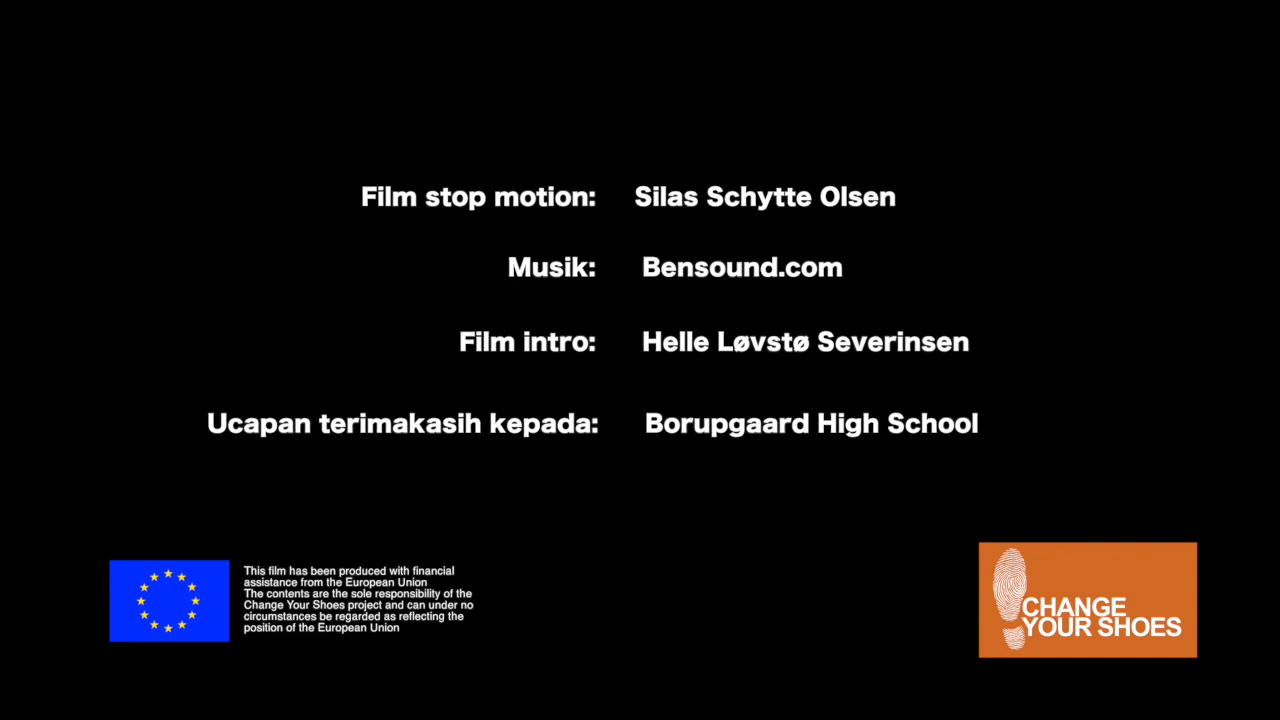 Film stop motion: Silas Schytte Olsen
Musik: Bensound.com
Film intro: Helle Løvstø Severinsen
Ucapan terimakasih kepada: Borupgaard High School
This film has been produced with financial
assistance from the European Union
The contents are the sole responsibility of the
Change Your Shoes project and can under no
circumstances be regarded as reflecting the
position of the European Union
CHANGE
YOUR SHOES